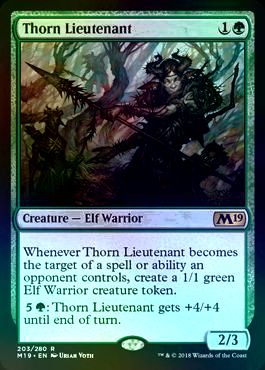 Thorn Lieutenant 1
Creature — Elf Warrior M19
Whenever Thorn Lieutenant becomes
the target of a spell or ability an
opponent controls, create a 1/1 green
Elf Warrior creature token.
5 : Thorn Lieutenant gets +4/+4
until end of turn.
2/3
203/280 R
M19 • EN Uriah Voth
™ & © 2018 Wizards of the Coast